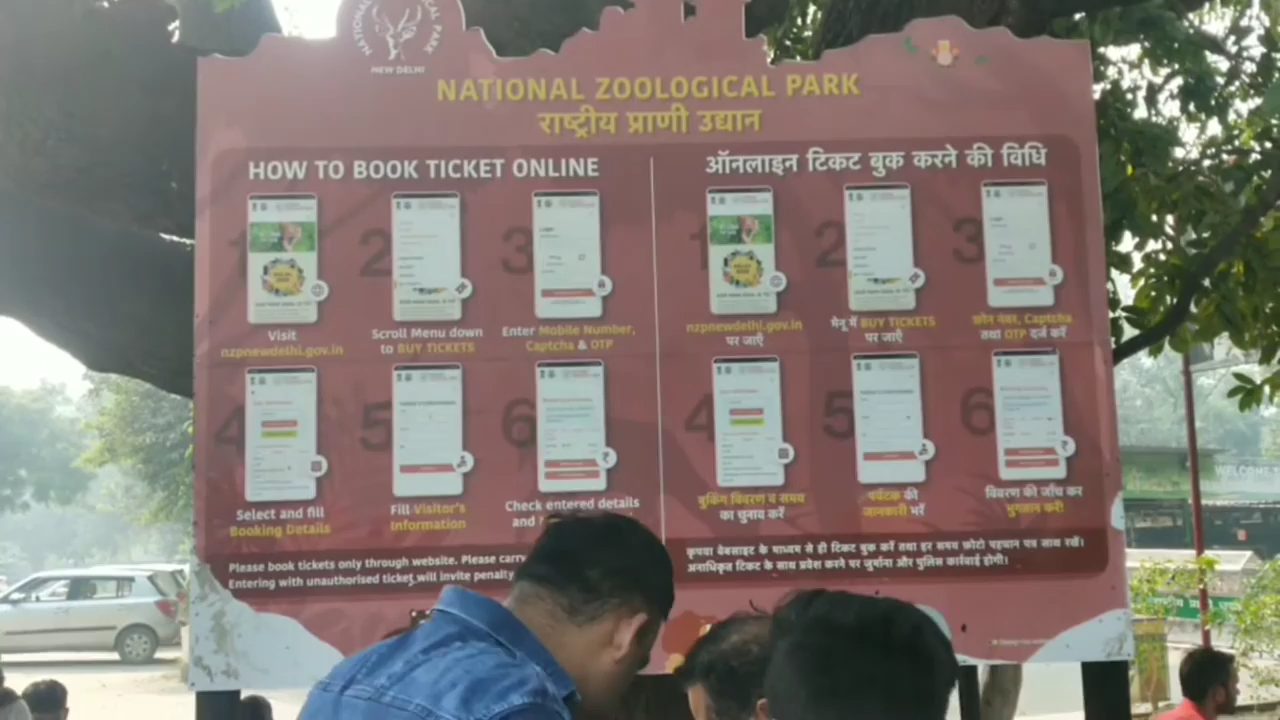 NATIONAL ZOOLOGICAL PARK
NEW DELHI
NATIONAL ZOOLOGICAL PARK
राष्ट्रीय प्राणी उद्यान
HOW TO BOOK TICKET ONLINE
1
Visit
nzpnewdelhi.gov.in
2
Scroll Menu down
to BUY TICKETS
3
Enter Mobile Number,
Captcha & OTP
4
Select and fill
Booking Details
5
Fill Visitor's
Information
6
Check entered details
and
Please book tickets only through website. Please carry
Entering with unauthorised ticket will invite penalty
ऑनलाइन टिकट बुक करने की विधि
1
nzpnewdelhi.gov.in
पर जाएँ
2
मेनू में BUY TICKETS
पर जाएँ
3
फ़ोन नंबर, Captcha
तथा OTP दर्ज करें
4
बुकिंग विवरण व समय
का चुनाव करें
5
पर्यटक की
जानकारी भरें
6
विवरण की जाँच कर
भुगतान करें!
कृपया वेबसाइट के माध्यम से ही टिकट बुक करें तथा हर समय फ़ोटो पहचान पत्र साथ रखें।
अनाधिकृत टिकट के साथ प्रवेश करने पर जुर्माना और पुलिस कार्रवाई होगी।
WELCOME